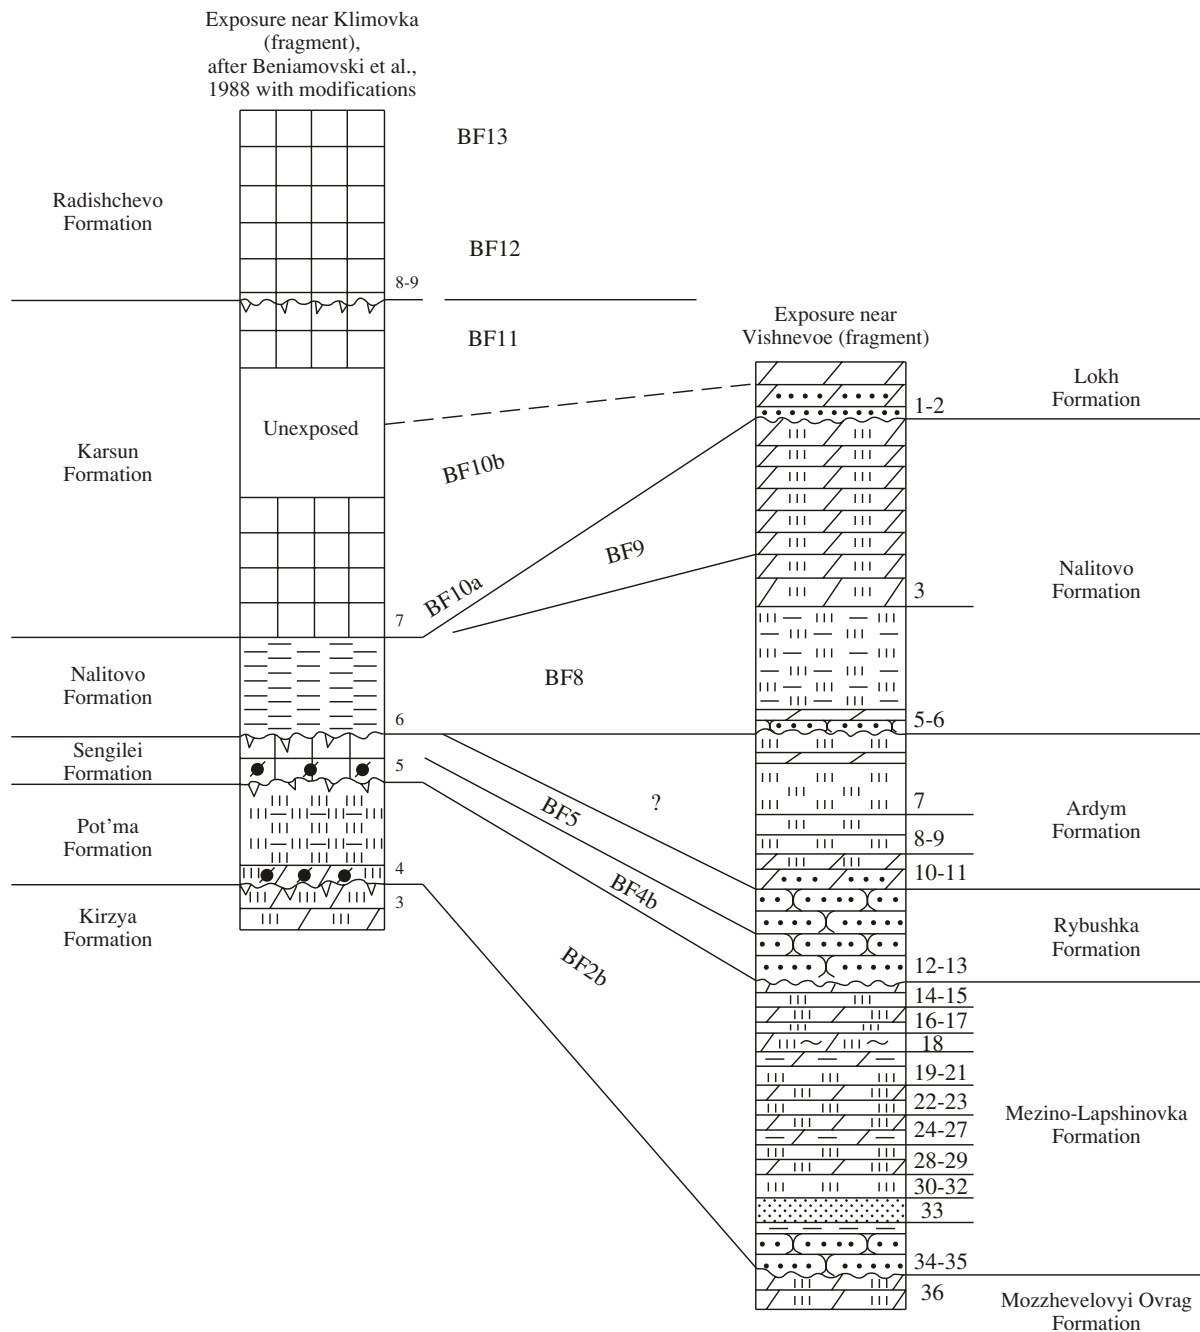 Exposure near Klimovka
(fragment),
after Beniamovski et al.,
1988 with modifications
Radishchevo
Formation
Karsun
Formation
Nalitovo
Formation
Sengilei
Formation
Pot’ma
Formation
Kirzya
Formation
Unexposed
8-9
7
6
5
4
3
BF13
BF12
BF11
BF10b
BF10a
BF9
BF8
?
BF5
BF4b
BF2b
Exposure near
Vishnevoe (fragment)
1-2
3
5-6
7
8-9
10-11
12-13
14-15
16-17
18
19-21
22-23
24-27
28-29
30-32
33
34-35
36
Lokh
Formation
Nalitovo
Formation
Ardym
Formation
Rybushka
Formation
Mezino-Lapshinovka
Formation
Mozzhevelovyi Ovrag
Formation